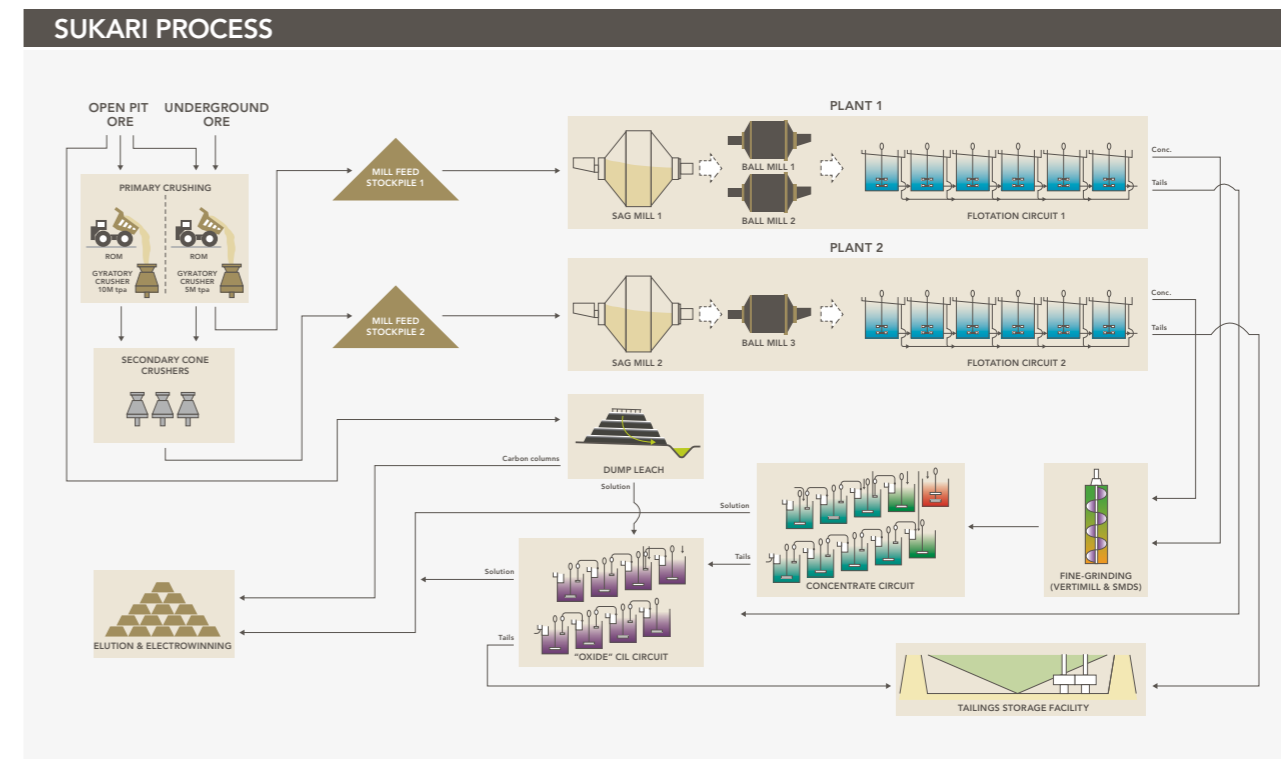 SUKARI PROCESS
OPEN PIT
ORE
UNDERGROUND
ORE
PRIMARY CRUSHING
ROM
ROM
GYRATORY
CRUSHER
10M tpa
GYRATORY
CRUSHER
5M tpa
SECONDARY CONE
CRUSHERS
MILL FEED
STOCKPILE 1
MILL FEED
STOCKPILE 2
PLANT 1
SAG MILL 1
BALL MILL 1
BALL MILL 2
FLOTATION CIRCUIT 1
Conc.
Tails
PLANT 2
SAG MILL 2
BALL MILL 3
FLOTATION CIRCUIT 2
Conc.
Tails
DUMP LEACH
Carbon columns
Solution
Solution
Tails
CONCENTRATE CIRCUIT
FINE-GRINDING
(VERTIMILL & SMDS)
Solution
Tails
"OXIDE" CIL CIRCUIT
ELUTION & ELECTROWINNING
TAILINGS STORAGE FACILITY